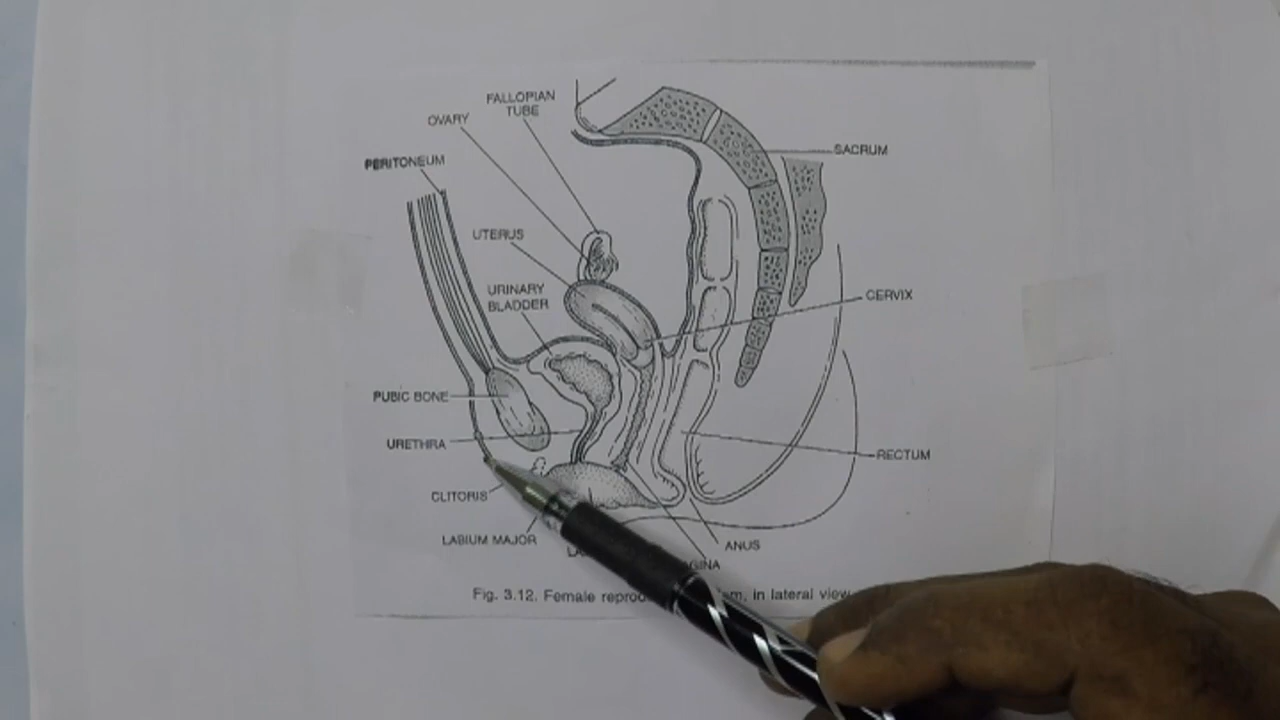 FALLOPIAN
TUBE
OVARY
PERITONEUM
SACRUM
UTERUS
URINARY
BLADDER
CERVIX
PUBIC BONE
URETHRA
RECTUM
CLITORIS
LABIUM MAJOR
ANUS
Fig. 3.12. Female in lateral view